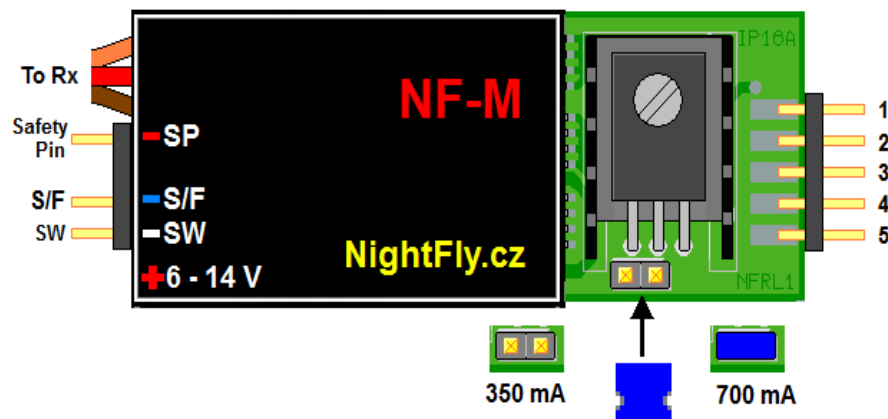 IP16A
To Rx
NF-M
1
Safety
Pin
SP
2
3
S/F
S/F
4
SW
SW
5
NightFly.cz
+6 - 14 V
NFRL1
350 mA
700 mA